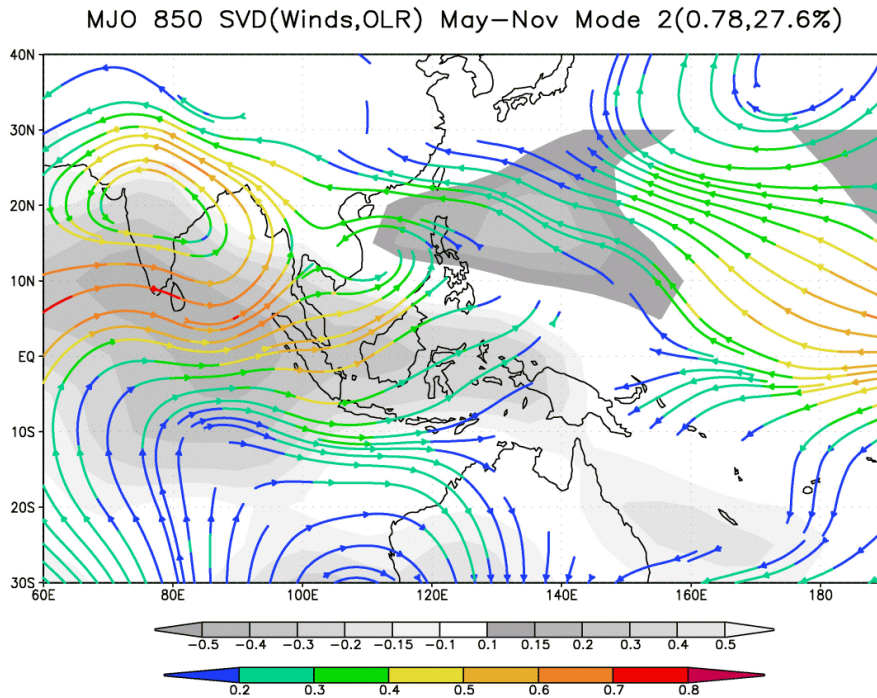 MJO 850 SVD(Winds,OLR) May–Nov Mode 2(0.78,27.6%)
40N
30N
20N
10N
EQ
10S
20S
30S
60E 80E 100E 120E 140E 160E 180
-0.5 -0.4 -0.3 -0.2 -0.15 -0.1 0.1 0.15 0.2 0.3 0.4 0.5
0.2 0.3 0.4 0.5 0.6 0.7 0.8